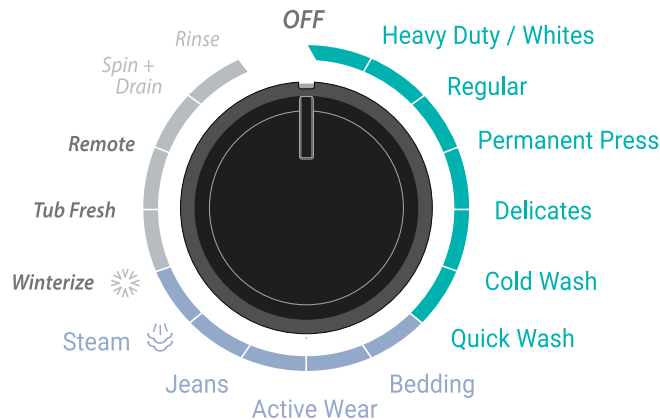 OFF
Heavy Duty / Whites
Regular
Permanent Press
Delicates
Cold Wash
Quick Wash
Bedding
Active Wear
Jeans
Steam
Winterize
Tub Fresh
Remote
Spin +
Drain
Rinse